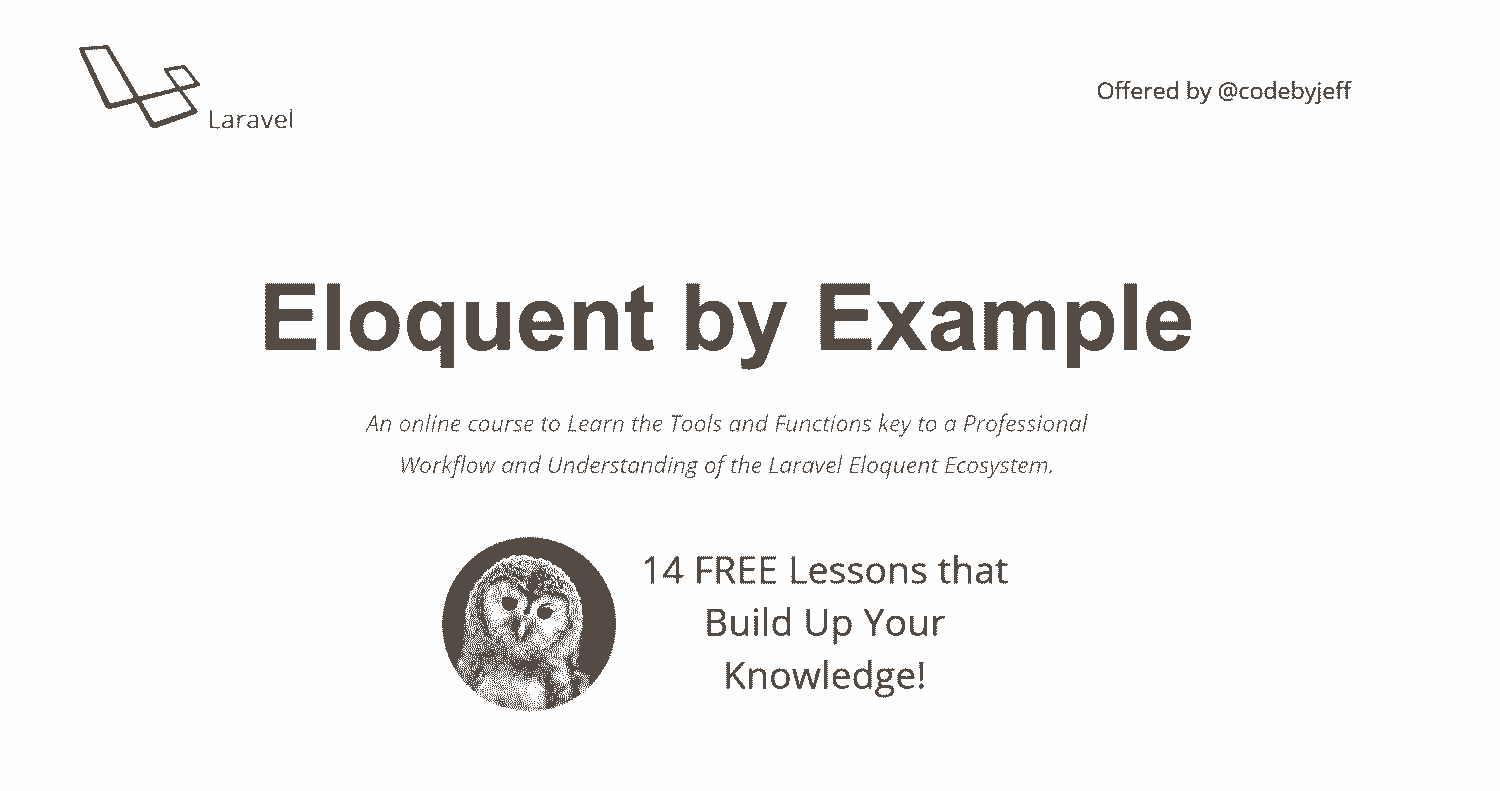 Laravel
Offered by @codebyjeff
Eloquent by Example
An online course to Learn the Tools and Functions key to a Professional
Workflow and Understanding of the Laravel Eloquent Ecosystem.
14 FREE Lessons that
Build Up Your
Knowledge!